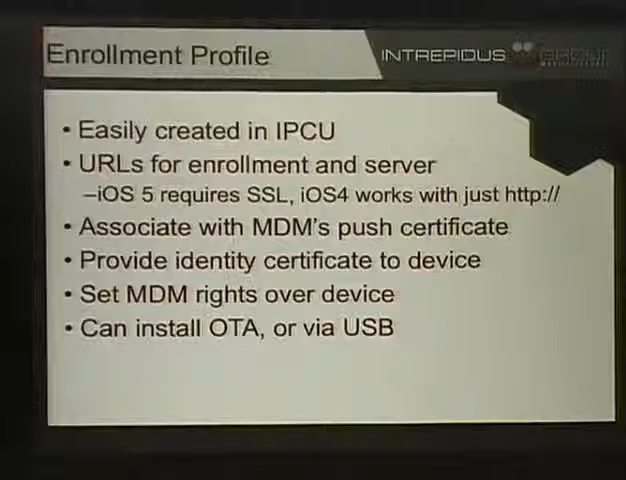 Enrollment Profile
INTREPIDUS GROUP
• Easily created in IPCU
• URLs for enrollment and server
–iOS 5 requires SSL, iOS4 works with just http://
• Associate with MDM's push certificate
• Provide identity certificate to device
• Set MDM rights over device
• Can install OTA, or via USB